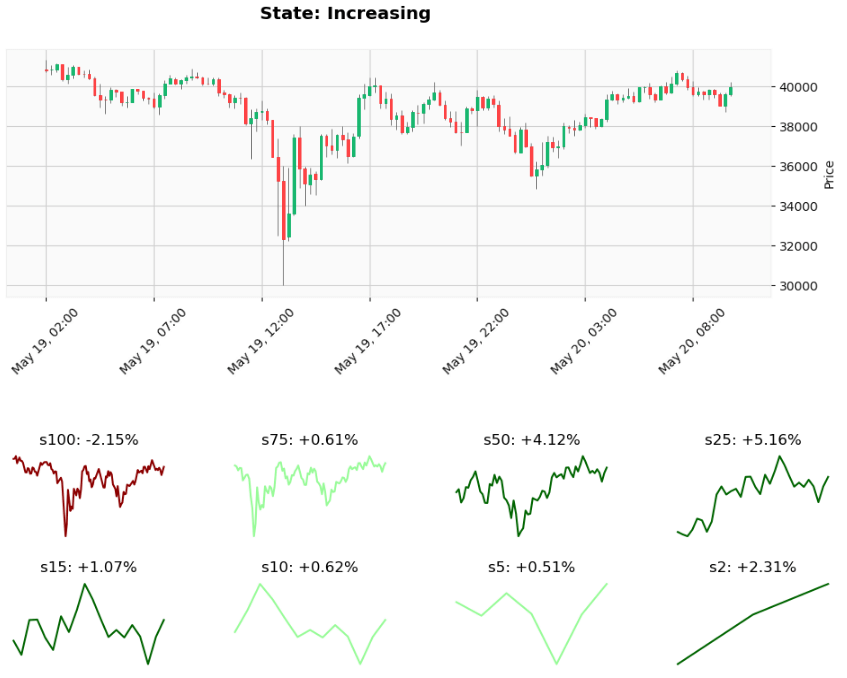 State: Increasing
40000
38000
36000
34000
32000
30000
Price
May 19, 02:00
May 19, 07:00
May 19, 12:00
May 19, 17:00
May 19, 22:00
May 20, 03:00
May 20, 08:00
s100: -2.15%
s75: +0.61%
s50: +4.12%
s25: +5.16%
s15: +1.07%
s10: +0.62%
s5: +0.51%
s2: +2.31%